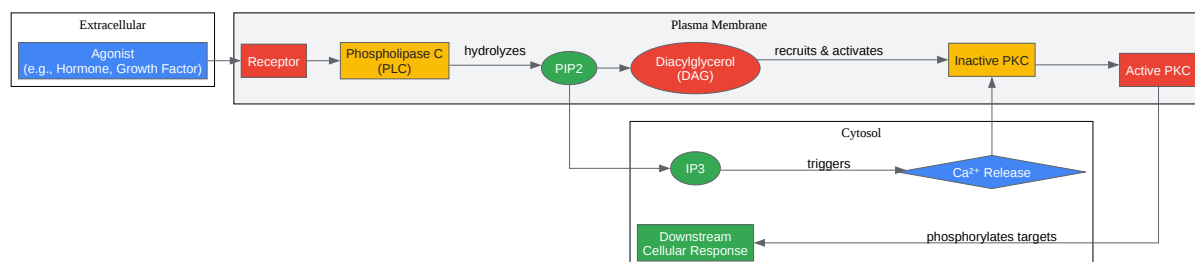 Extracellular
Plasma Membrane
Agonist
(e.g., Hormone, Growth Factor)
Receptor
Phospholipase C
(PLC)
hydrolyzes
PIP2
Diacylglycerol
(DAG)
recruits & activates
Inactive PKC
Active PKC
Cytosol
IP3
triggers
Ca²⁺ Release
Downstream
Cellular Response
phosphorylates targets